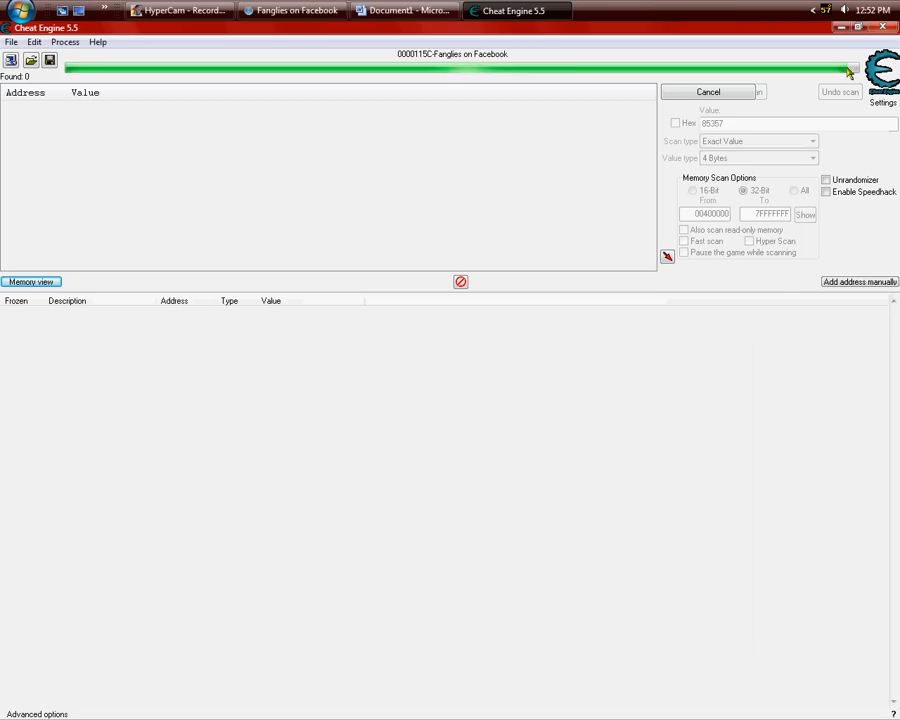 HyperCam - Record...
Fanglies on Facebook
Document1 - Micro...
Cheat Engine 5.5
57
12:52 PM
Cheat Engine 5.5
File Edit Process Help
0000115C-Fanglies on Facebook
Found: 0
Address Value
Cancel
Undo scan
Settings
Value:
Hex 85357
Scan type Exact Value
Value type 4 Bytes
Memory Scan Options
Unrandomizer
16-Bit 32-Bit All
Enable Speedhack
From To
00400000 7FFFFFFF Show
Also scan read-only memory
Fast scan Hyper Scan
Pause the game while scanning
Memory view
Add address manually
Frozen Description Address Type Value
Advanced options ?